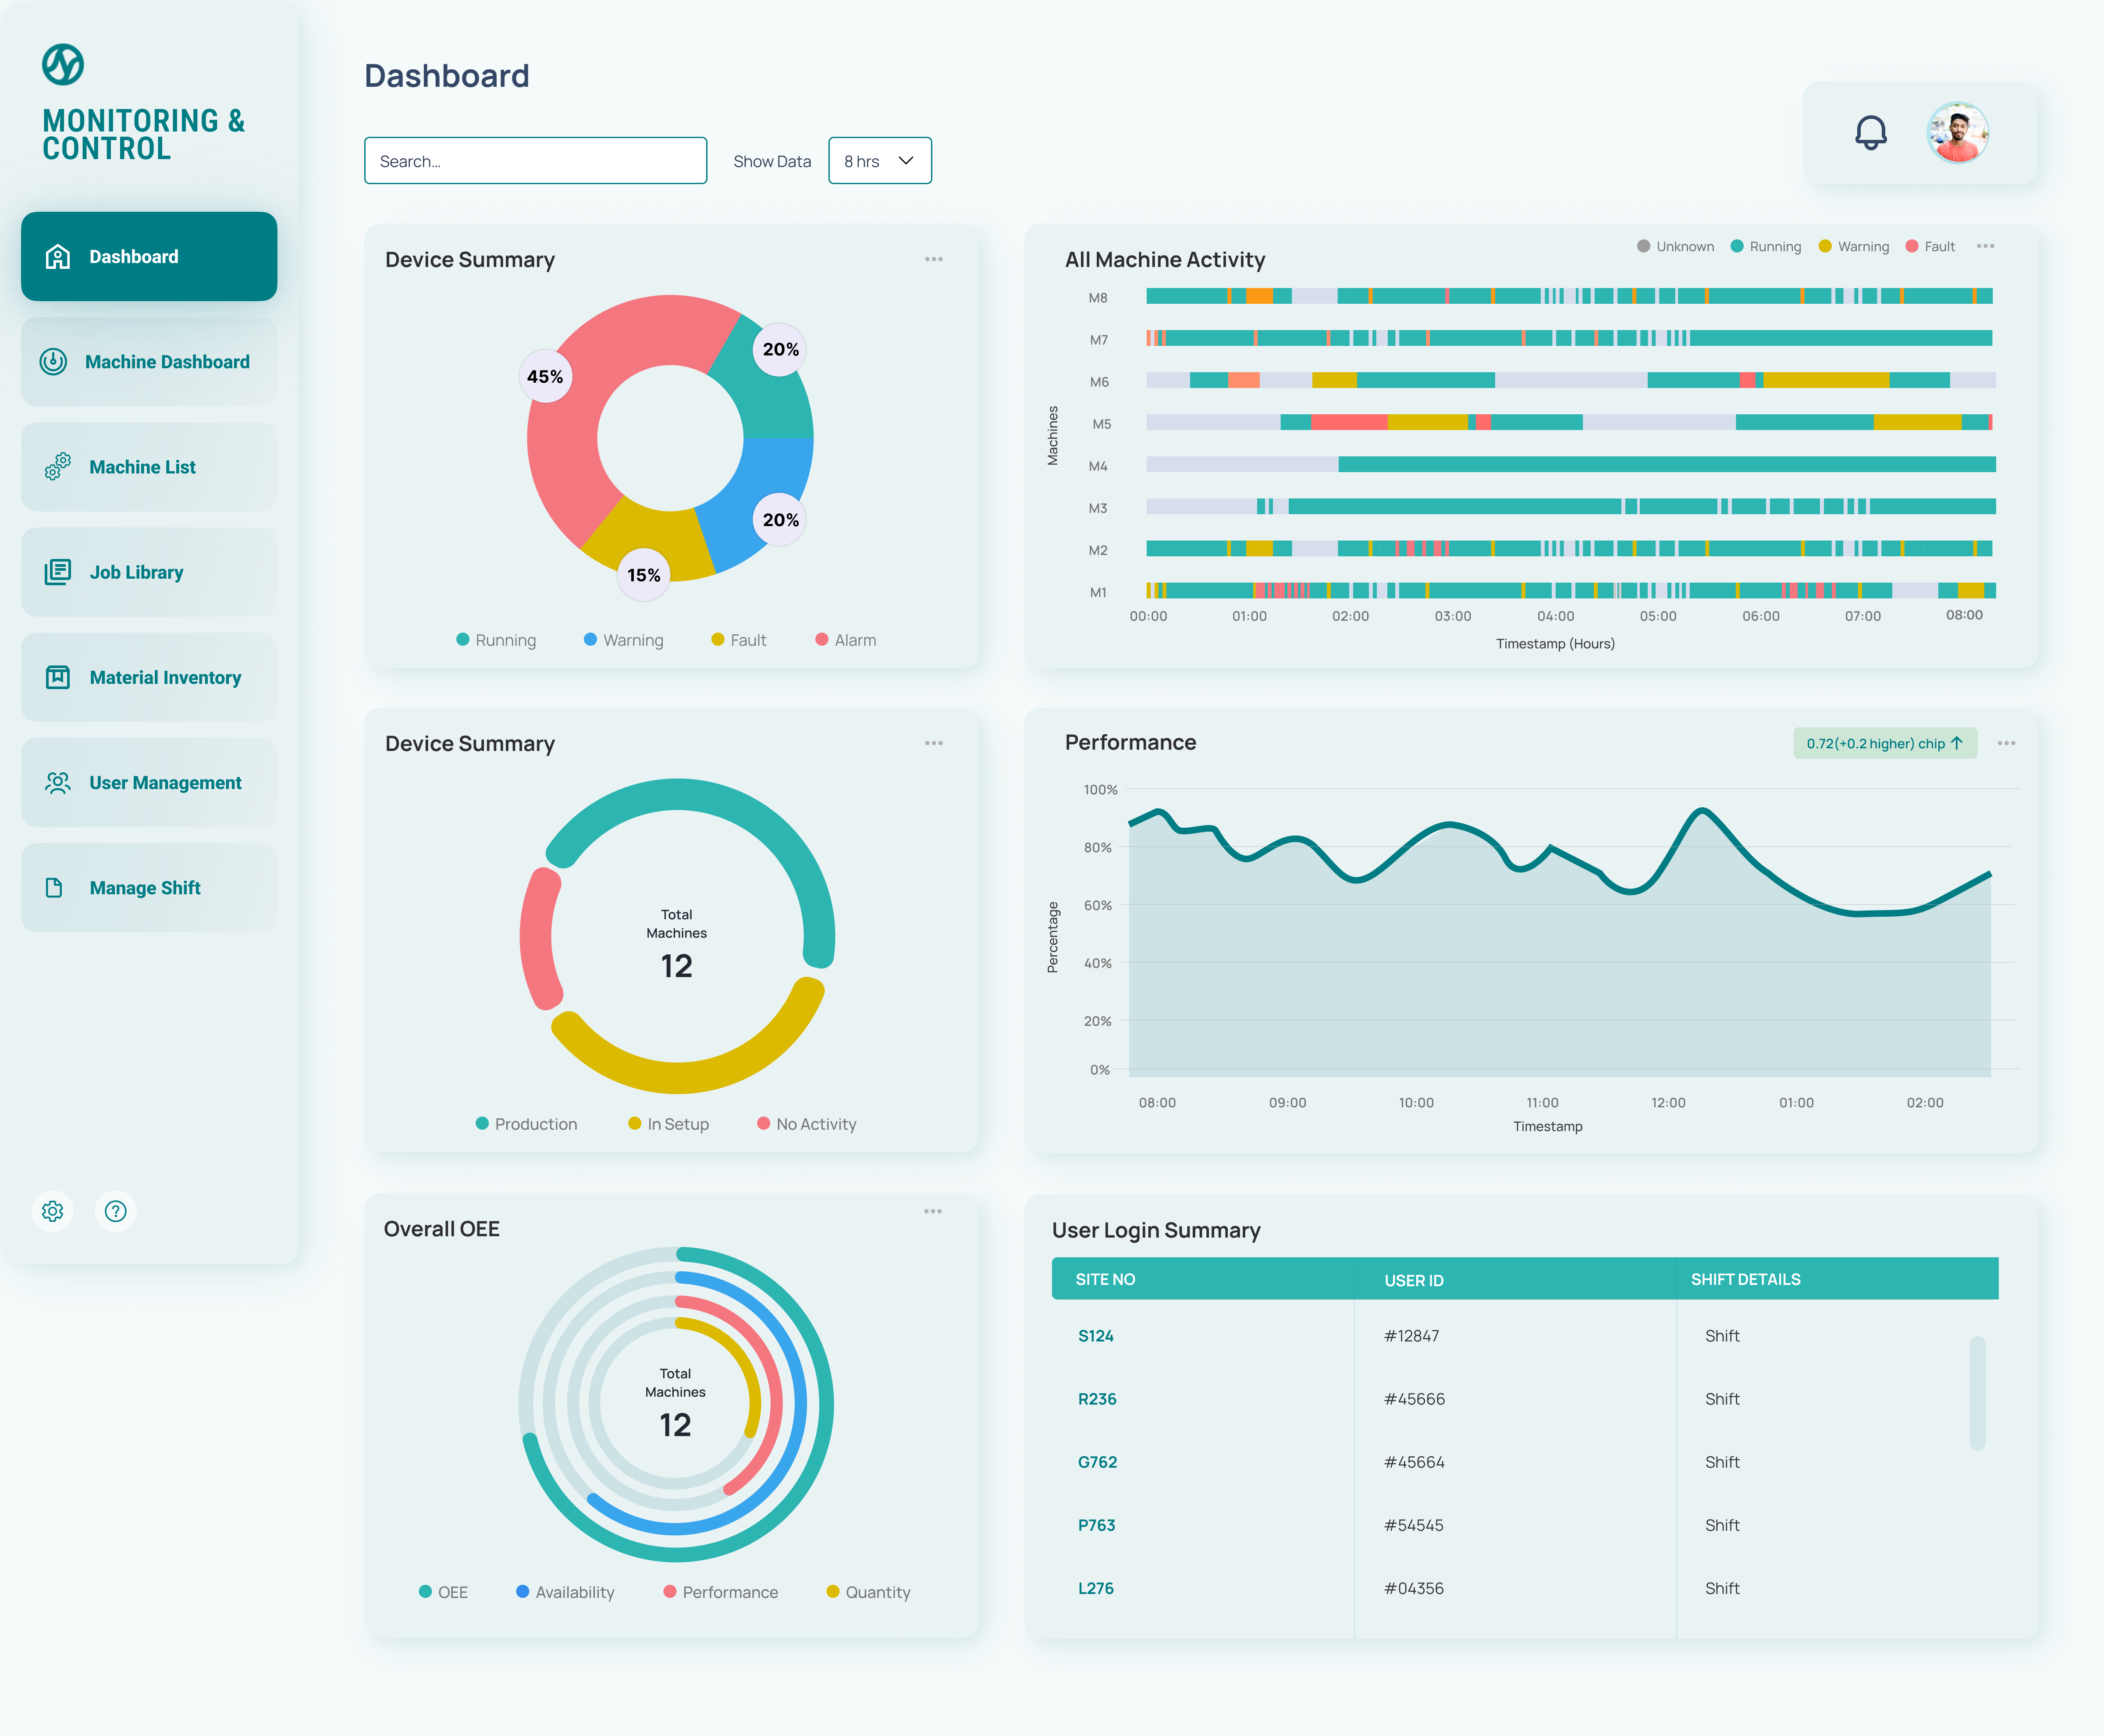 MONITORING &
CONTROL
Dashboard
Machine Dashboard
Machine List
Job Library
Material Inventory
User Management
Manage Shift
Dashboard
Search...
Show Data
8 hrs
Device Summary
45%
20%
20%
15%
Running Warning Fault Alarm
All Machine Activity
Unknown Running Warning Fault
Machines
M8
M7
M6
M5
M4
M3
M2
M1
00:00 01:00 02:00 03:00 04:00 05:00 06:00 07:00 08:00
Timestamp (Hours)
Device Summary
Total
Machines
12
Production In Setup No Activity
Performance
0.72(+0.2 higher) chip
Percentage
100%
80%
60%
40%
20%
0%
08:00 09:00 10:00 11:00 12:00 01:00 02:00
Timestamp
Overall OEE
Total
Machines
12
OEE Availability Performance Quantity
User Login Summary
SITE NO USER ID SHIFT DETAILS
S124 #12847 Shift
R236 #45666 Shift
G762 #45664 Shift
P763 #54545 Shift
L276 #04356 Shift